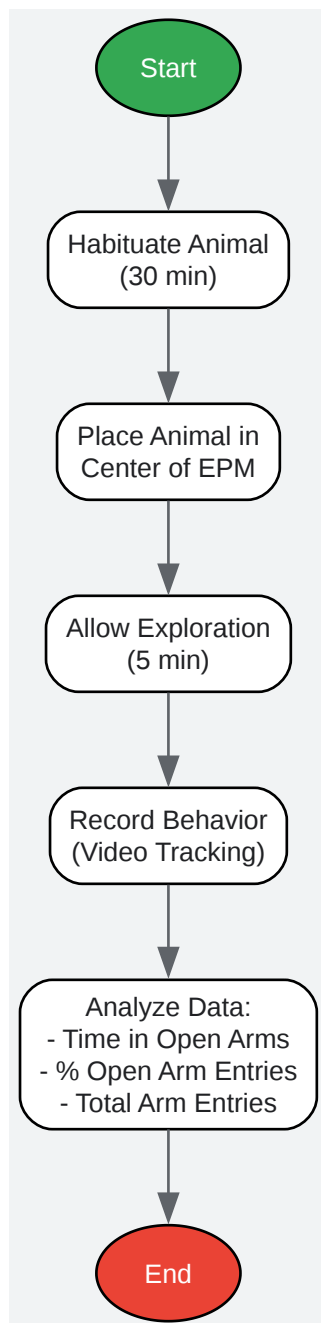 Start
Habituate Animal
(30 min)
Place Animal in
Center of EPM
Allow Exploration
(5 min)
Record Behavior
(Video Tracking)
Analyze Data:
- Time in Open Arms
- % Open Arm Entries
- Total Arm Entries
End